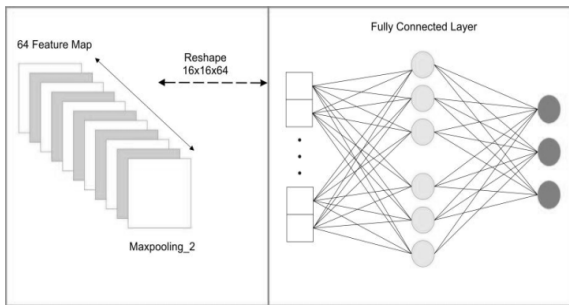 64 Feature Map
Reshape
16x16x64
Maxpooling_2
Fully Connected Layer